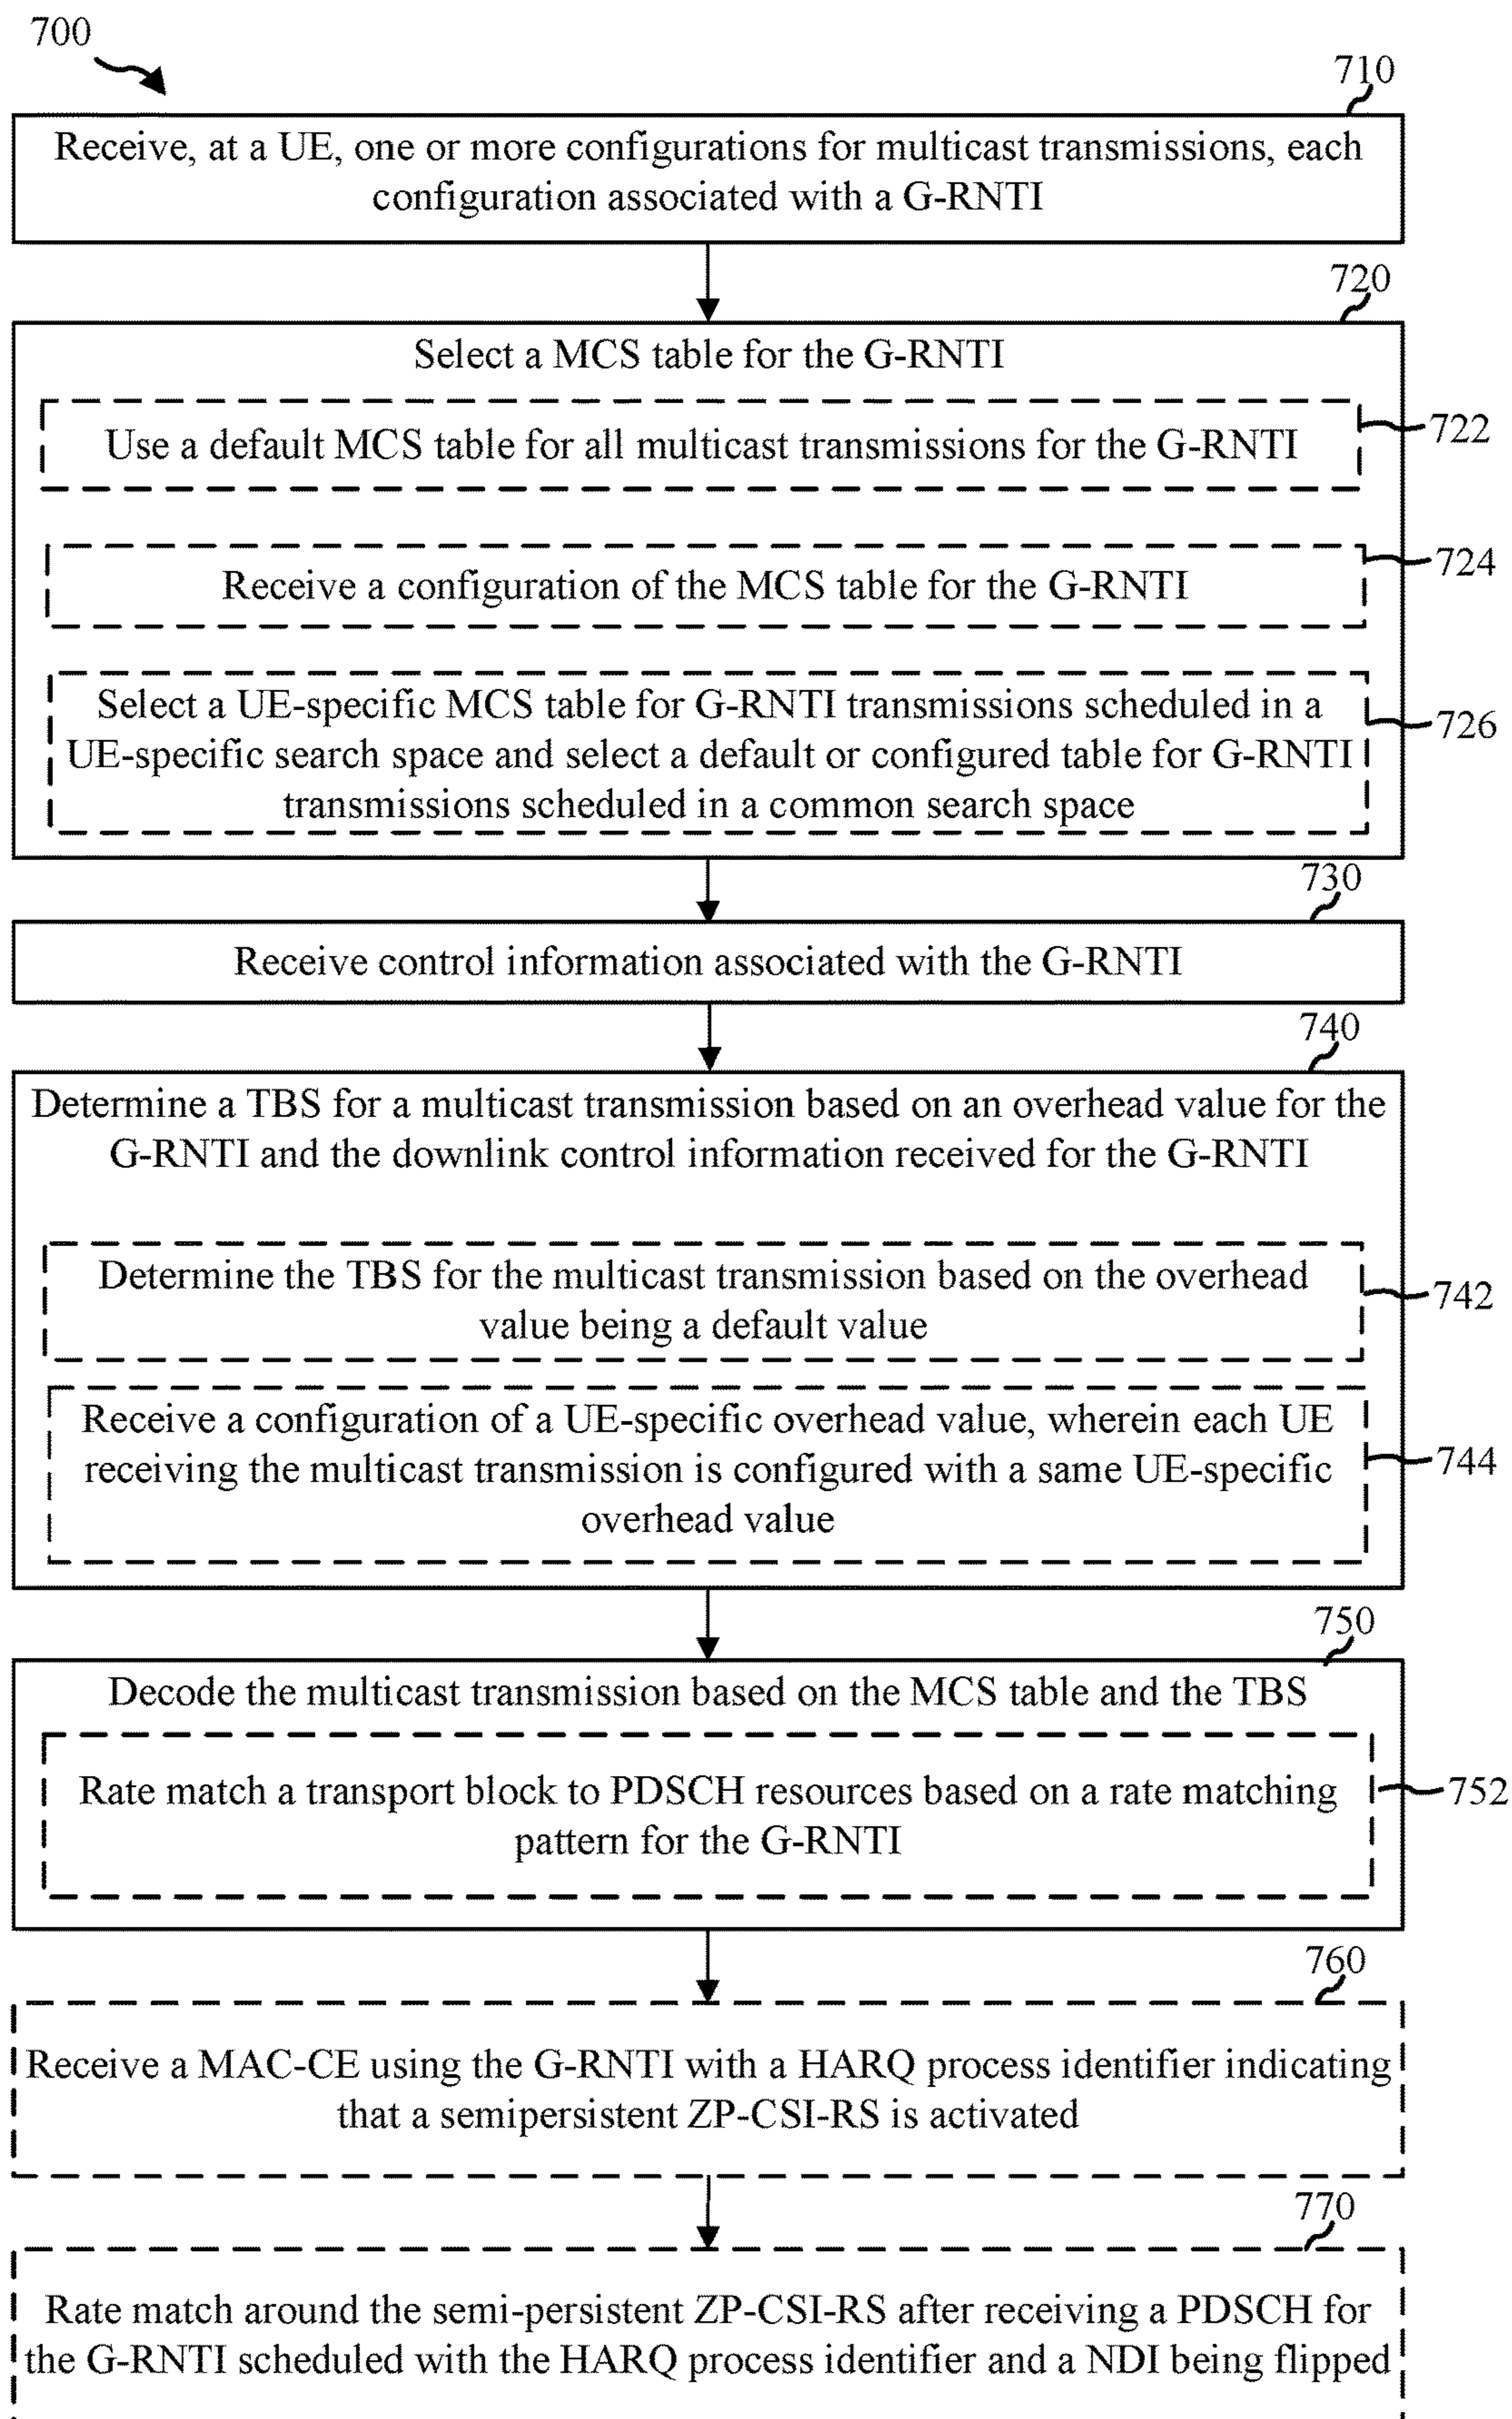 700
710
Receive, at a UE, one or more configurations for multicast transmissions, each
configuration associated with a G-RNTI
720
Select a MCS table for the G-RNTI
Use a default MCS table for all multicast transmissions for the G-RNTI
722
Receive a configuration of the MCS table for the G-RNTI
724
Select a UE-specific MCS table for G-RNTI transmissions scheduled in a
UE-specific search space and select a default or configured table for G-RNTI
transmissions scheduled in a common search space
726
730
Receive control information associated with the G-RNTI
740
Determine a TBS for a multicast transmission based on an overhead value for the
G-RNTI and the downlink control information received for the G-RNTI
Determine the TBS for the multicast transmission based on the overhead
value being a default value
742
Receive a configuration of a UE-specific overhead value, wherein each UE
receiving the multicast transmission is configured with a same UE-specific
overhead value
744
750
Decode the multicast transmission based on the MCS table and the TBS
Rate match a transport block to PDSCH resources based on a rate matching
pattern for the G-RNTI
752
760
Receive a MAC-CE using the G-RNTI with a HARQ process identifier indicating
that a semipersistent ZP-CSI-RS is activated
770
Rate match around the semi-persistent ZP-CSI-RS after receiving a PDSCH for
the G-RNTI scheduled with the HARQ process identifier and a NDI being flipped